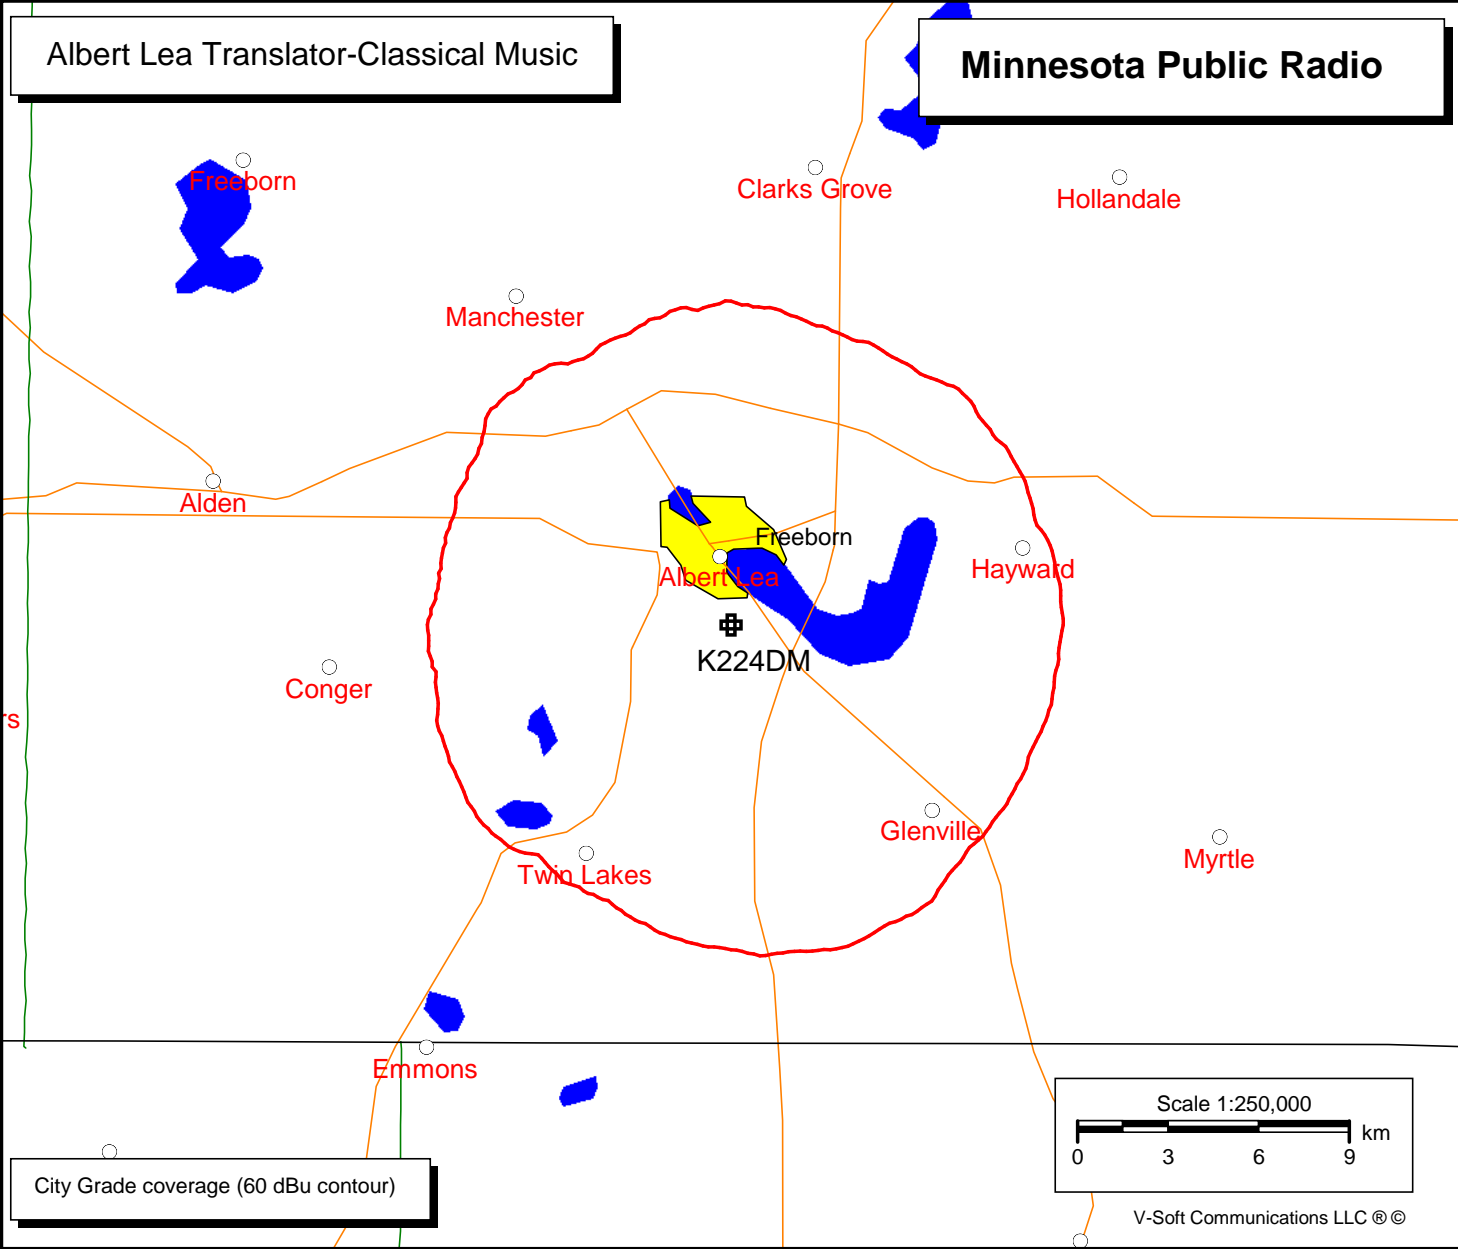 Albert Lea Translator-Classical Music
Minnesota Public Radio
Freeborn
Clarks Grove
Hollandale
Manchester
Alden
Freeborn
Albert Lea
Hayward
K224DM
Conger
rs
Glenville
Twin Lakes
Myrtle
Emmons
Scale 1:250,000
km
0 3 6 9
City Grade coverage (60 dBu contour)
V-Soft Communications LLC ® ©